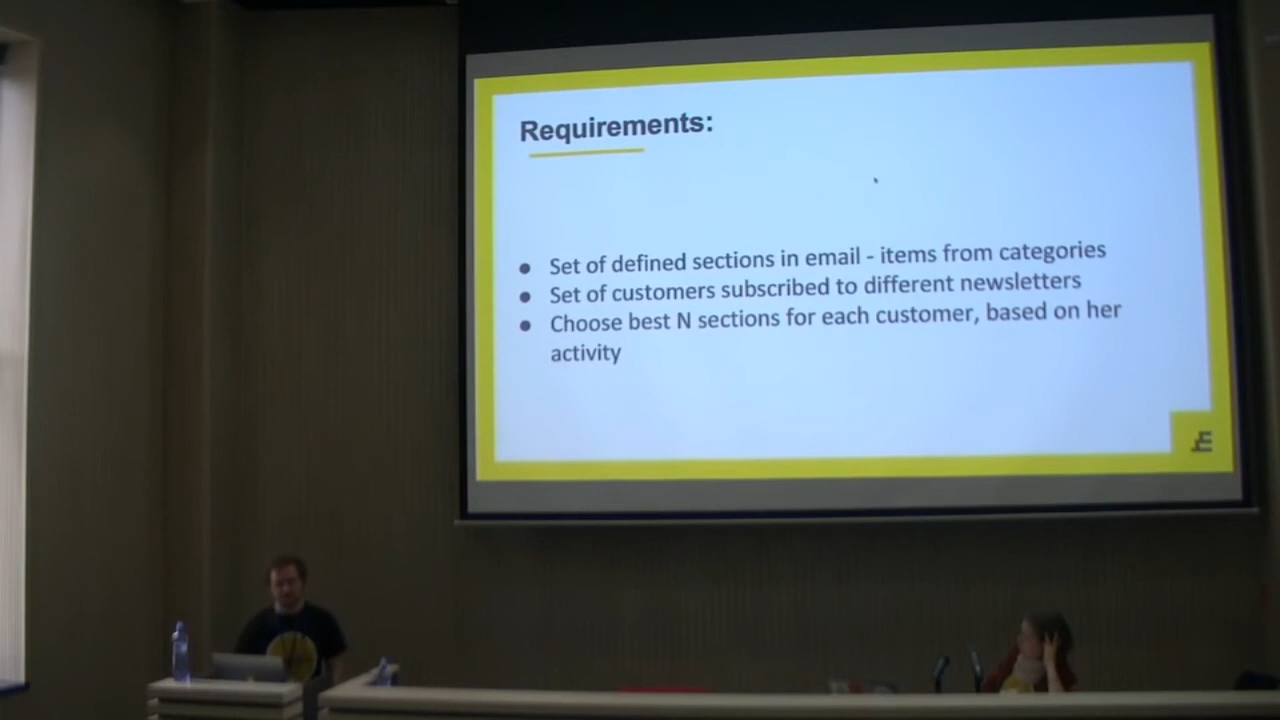 Requirements:
● Set of defined sections in email - items from categories
● Set of customers subscribed to different newsletters
● Choose best N sections for each customer, based on her
activity